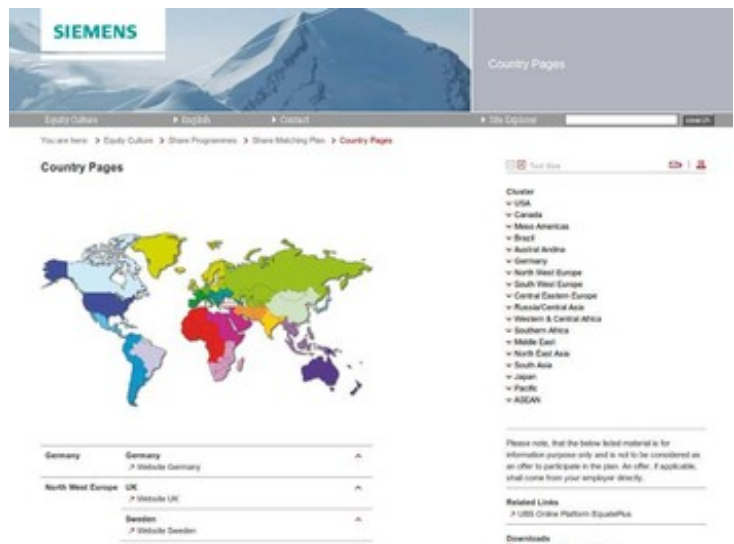 SIEMENS
Country Pages
Equity Culture
English
Contact
Site Explorer
search
You are here: Equity Culture Share Programmes Share Matching Plan Country Pages
Country Pages
Text Size
Cluster
USA
Canada
Meso Americas
Brazil
Austral Andina
Germany
North West Europe
South West Europe
Central Eastern Europe
Russia/Central Asia
Western & Central Africa
Southern Africa
Middle East
North East Asia
South Asia
Japan
Pacific
ASEAN
Germany Germany
Website Germany
North West Europe UK
Website UK
Sweden
Website Sweden
Please note, that the below listed material is for
information purpose only and is not to be considered as
an offer to participate in the plan. An offer, if applicable,
shall come from your employer directly.
Related Links
UBS Online Platform EquatePlus
Downloads